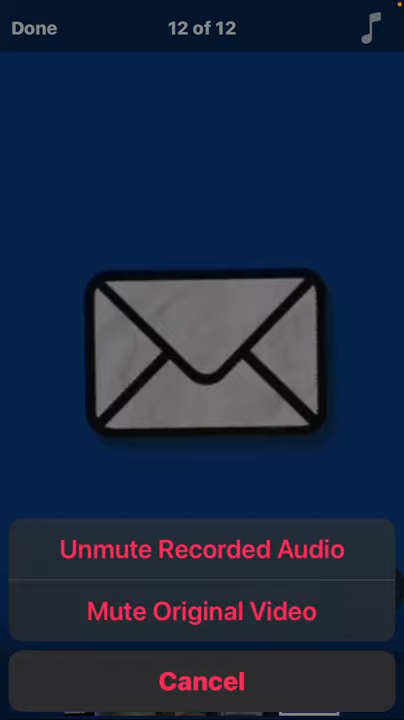 Done
12 of 12
Unmute Recorded Audio
Mute Original Video
Cancel